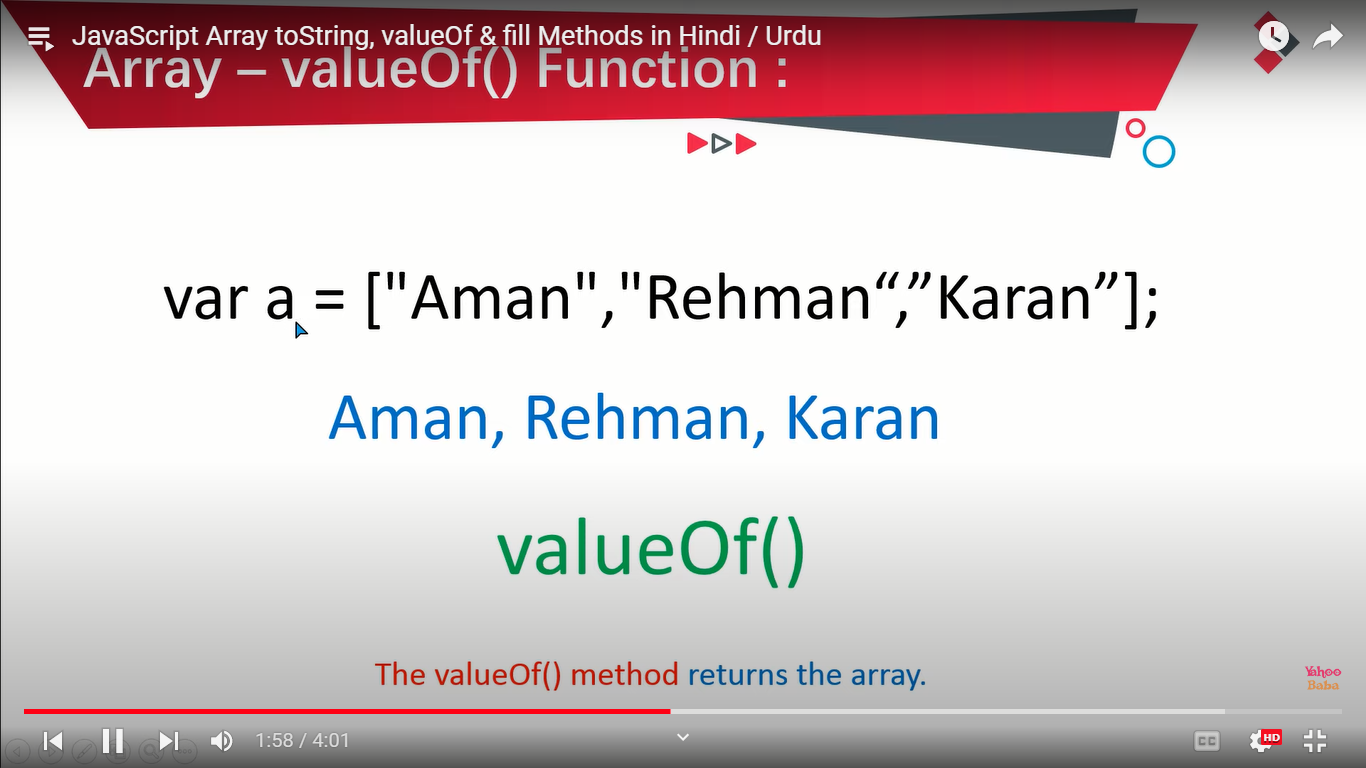 JavaScript Array toString, valueOf & fill Methods in Hindi / Urdu
Array – valueOf() Function :
var a = ["Aman","Rehman“,”Karan”];
Aman, Rehman, Karan
valueOf()
The valueOf() method returns the array.
Yahoo
Baba
1:58 / 4:01
CC
HD